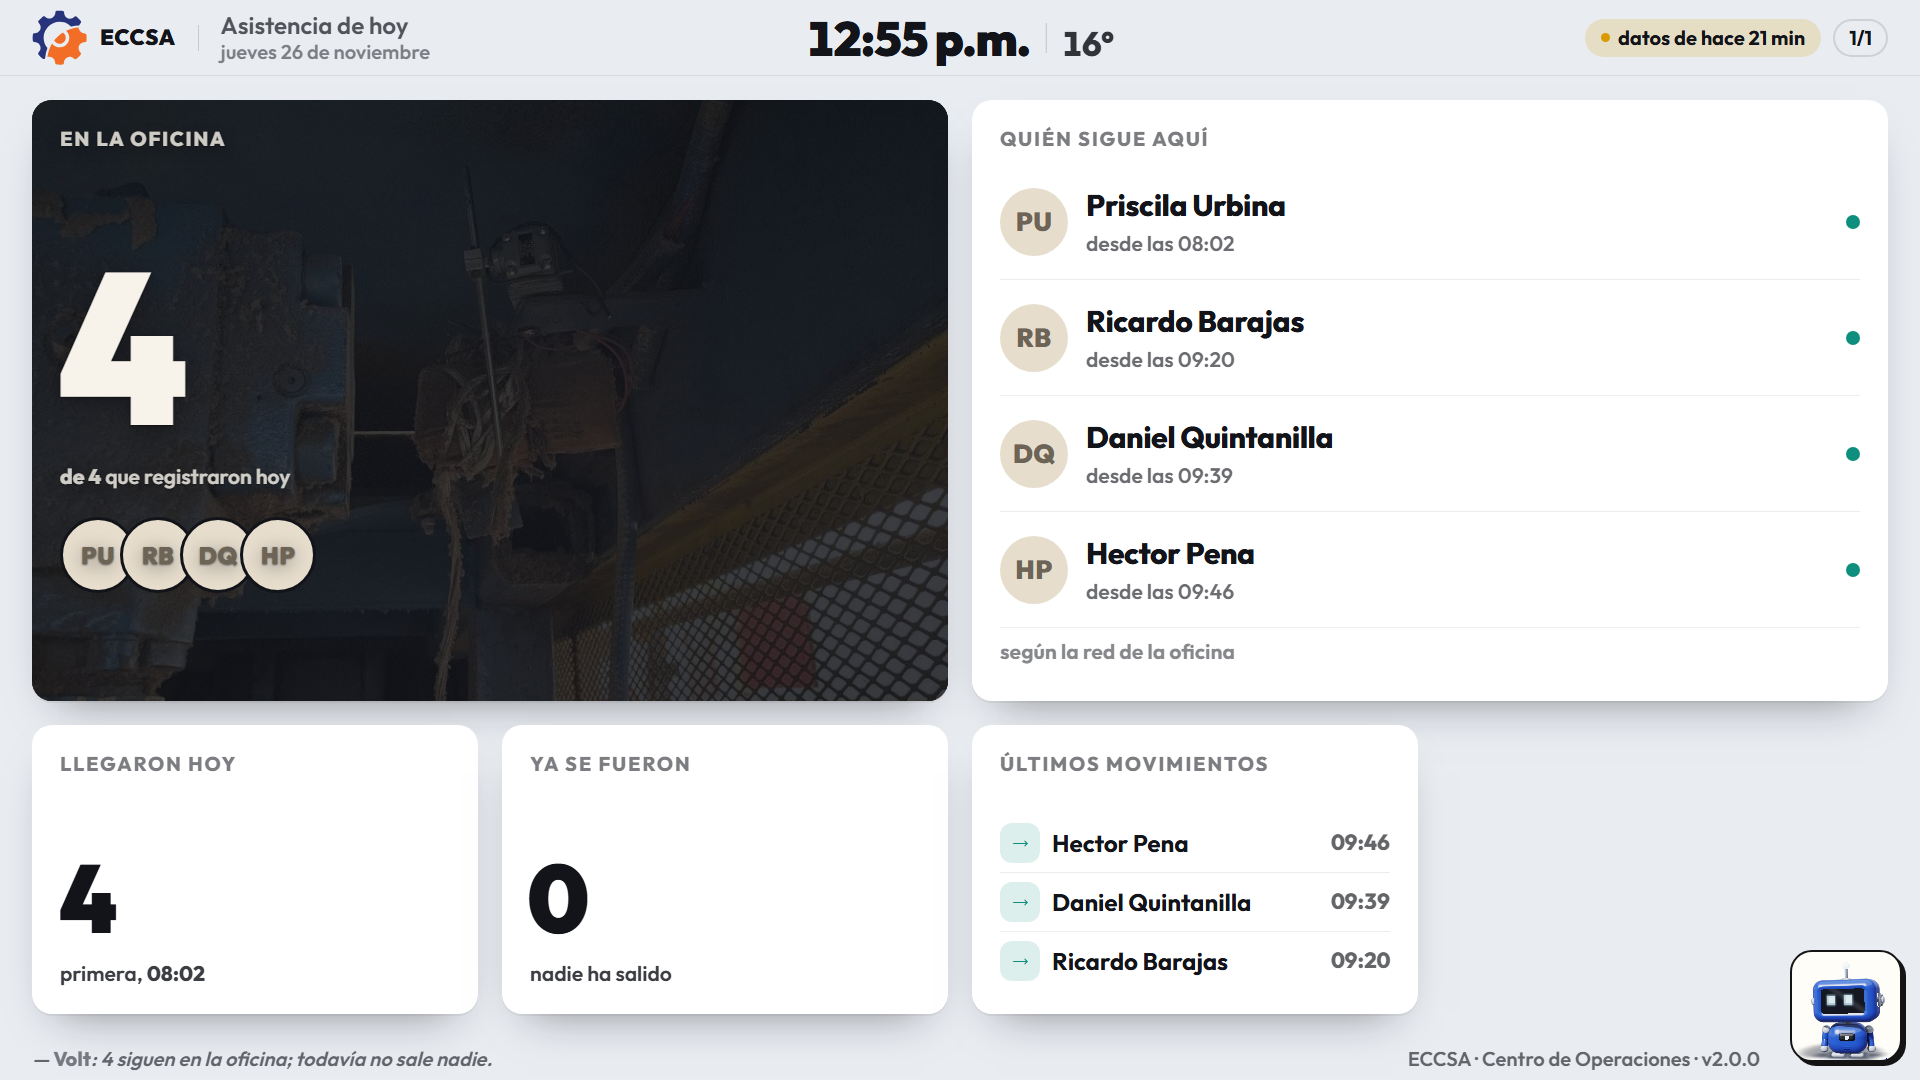 ECCSA
Asistencia de hoy
jueves 26 de noviembre
12:55 p.m.
16°
datos de hace 21 min
1/1
EN LA OFICINA
4
de 4 que registraron hoy
PU
RB
DQ
HP
QUIÉN SIGUE AQUÍ
PU
Priscila Urbina
desde las 08:02
RB
Ricardo Barajas
desde las 09:20
DQ
Daniel Quintanilla
desde las 09:39
HP
Hector Pena
desde las 09:46
según la red de la oficina
LLEGARON HOY
4
primera, 08:02
YA SE FUERON
0
nadie ha salido
ÚLTIMOS MOVIMIENTOS
→ Hector Pena 09:46
→ Daniel Quintanilla 09:39
→ Ricardo Barajas 09:20
— Volt: 4 siguen en la oficina; todavía no sale nadie.
ECCSA · Centro de Operaciones · v2.0.0